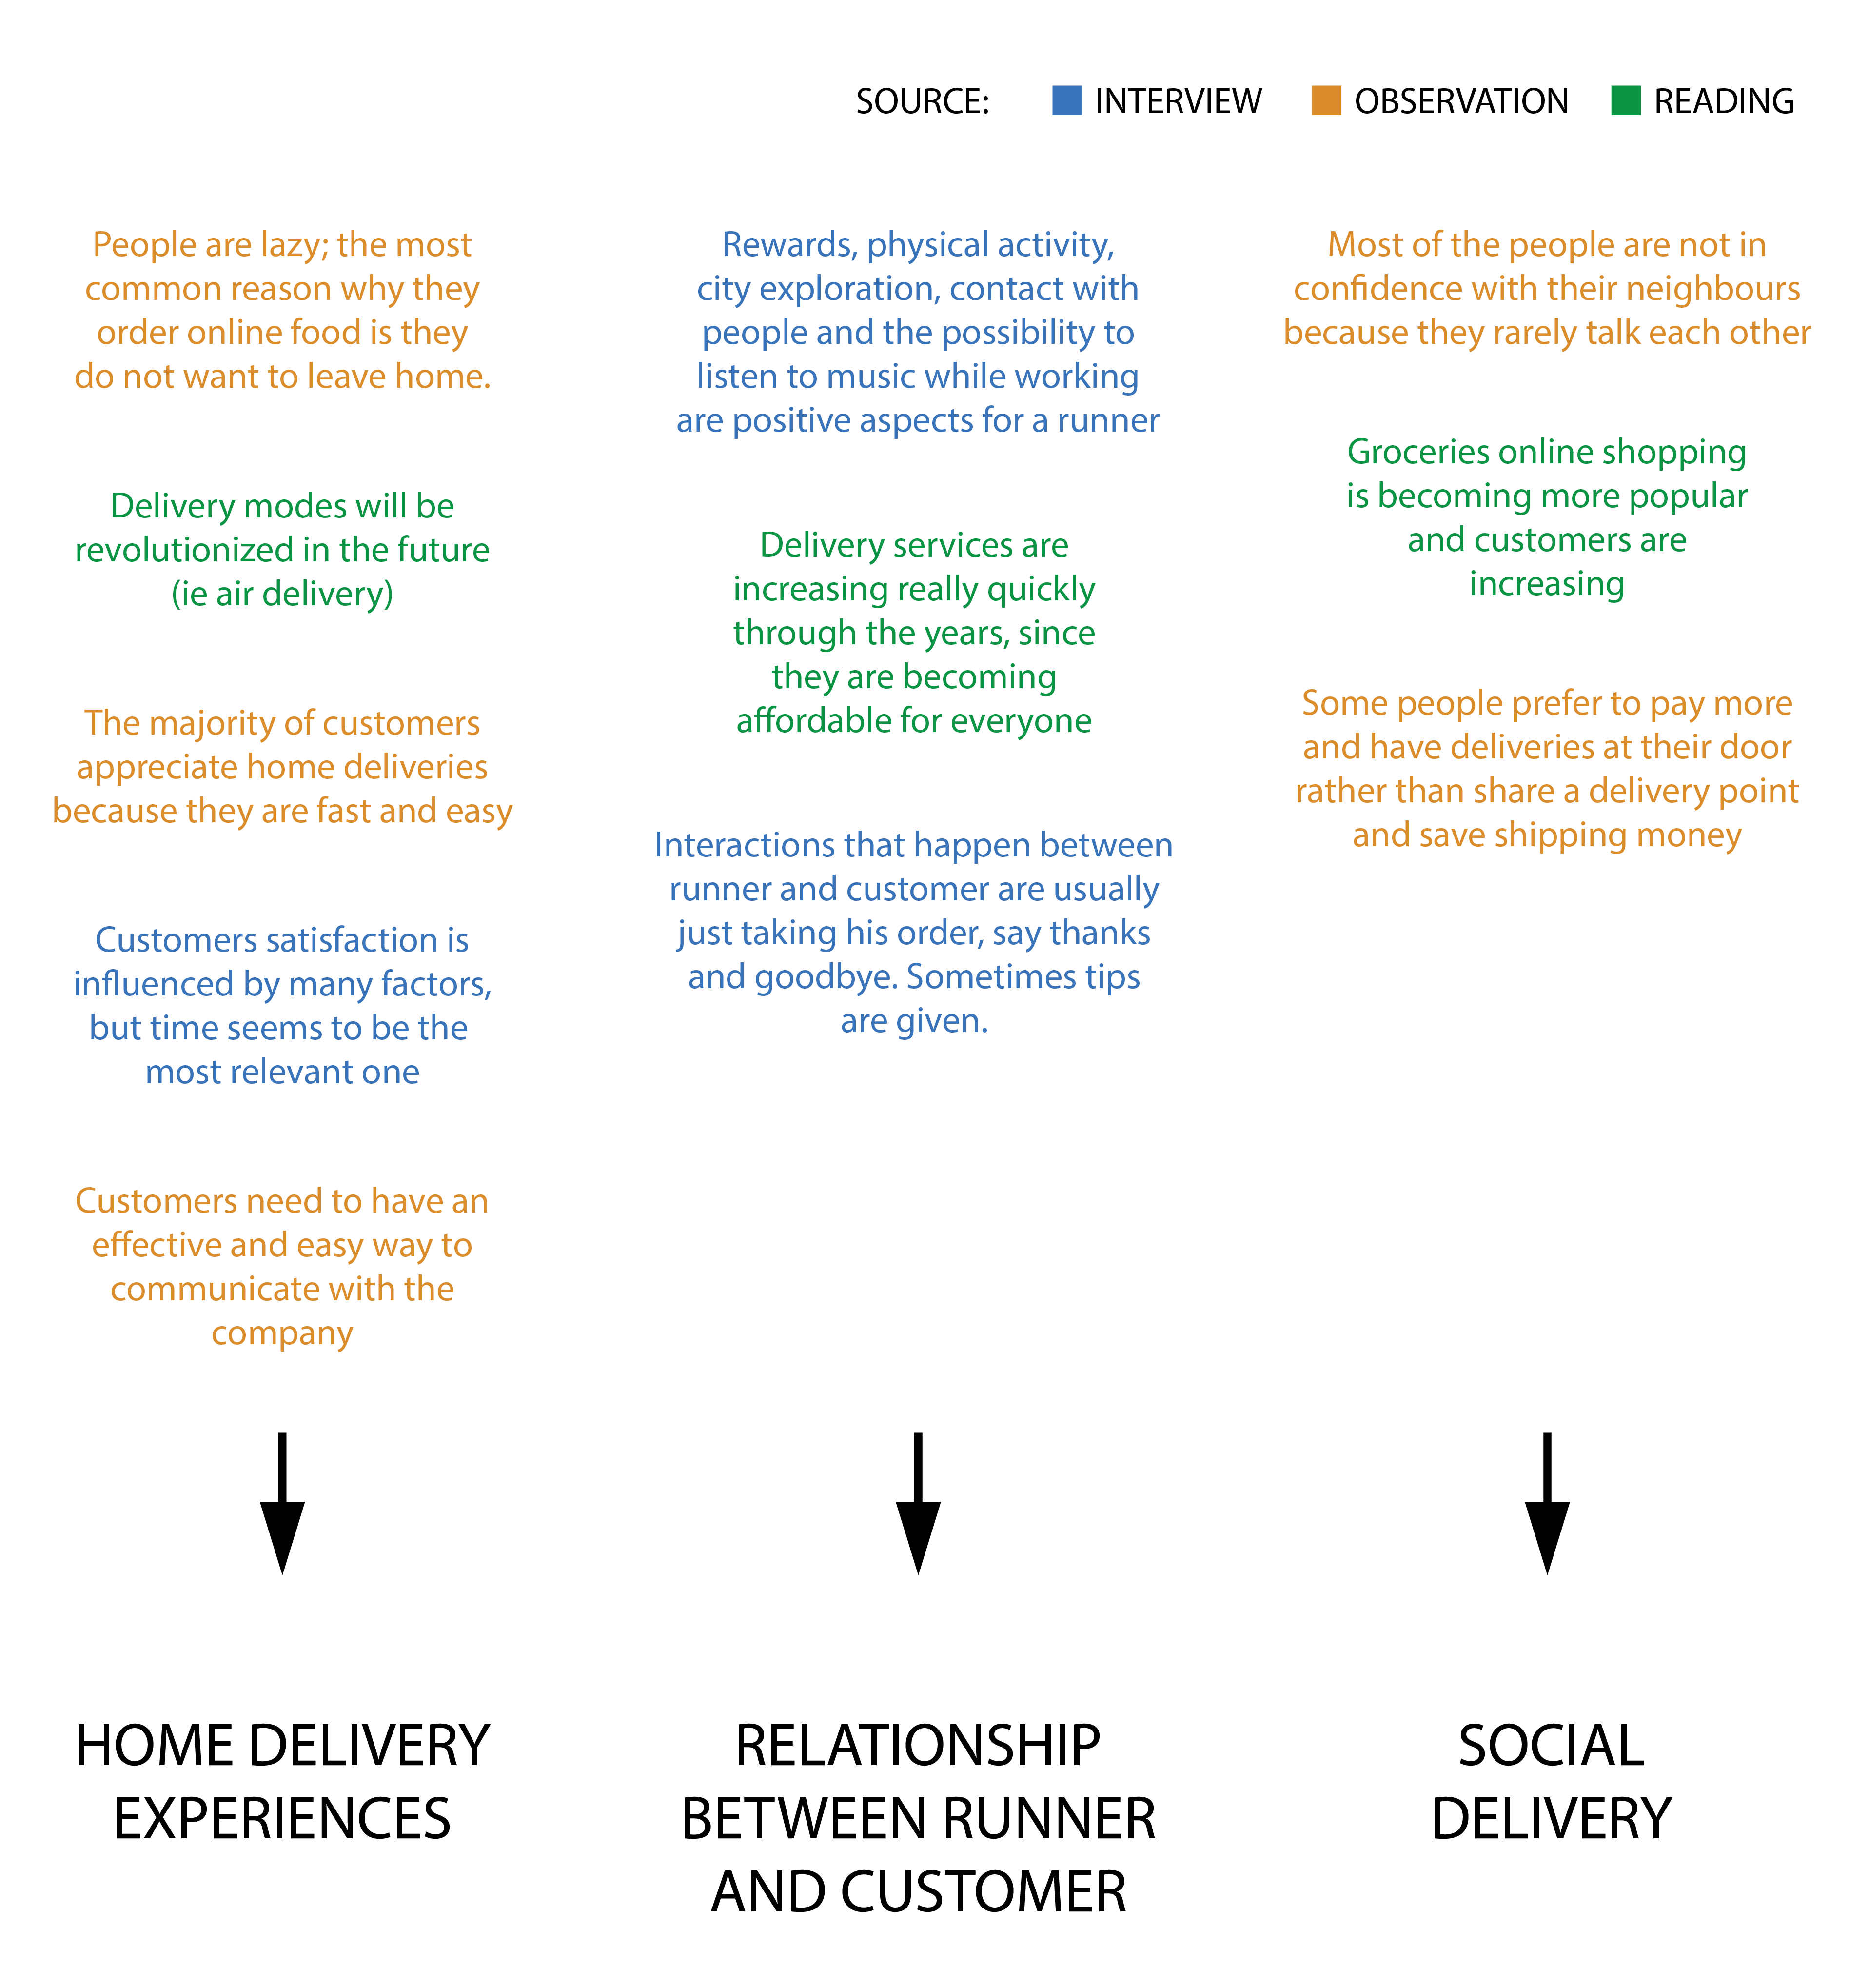 SOURCE: INTERVIEW OBSERVATION READING
People are lazy; the most
common reason why they
order online food is they
do not want to leave home.
Delivery modes will be
revolutionized in the future
(ie air delivery)
The majority of customers
appreciate home deliveries
because they are fast and easy
Customers satisfaction is
influenced by many factors,
but time seems to be the
most relevant one
Customers need to have an
effective and easy way to
communicate with the
company
HOME DELIVERY
EXPERIENCES
Rewards, physical activity,
city exploration, contact with
people and the possibility to
listen to music while working
are positive aspects for a runner
Delivery services are
increasing really quickly
through the years, since
they are becoming
affordable for everyone
Interactions that happen between
runner and customer are usually
just taking his order, say thanks
and goodbye. Sometimes tips
are given.
RELATIONSHIP
BETWEEN RUNNER
AND CUSTOMER
Most of the people are not in
confidence with their neighbours
because they rarely talk each other
Groceries online shopping
is becoming more popular
and customers are
increasing
Some people prefer to pay more
and have deliveries at their door
rather than share a delivery point
and save shipping money
SOCIAL
DELIVERY